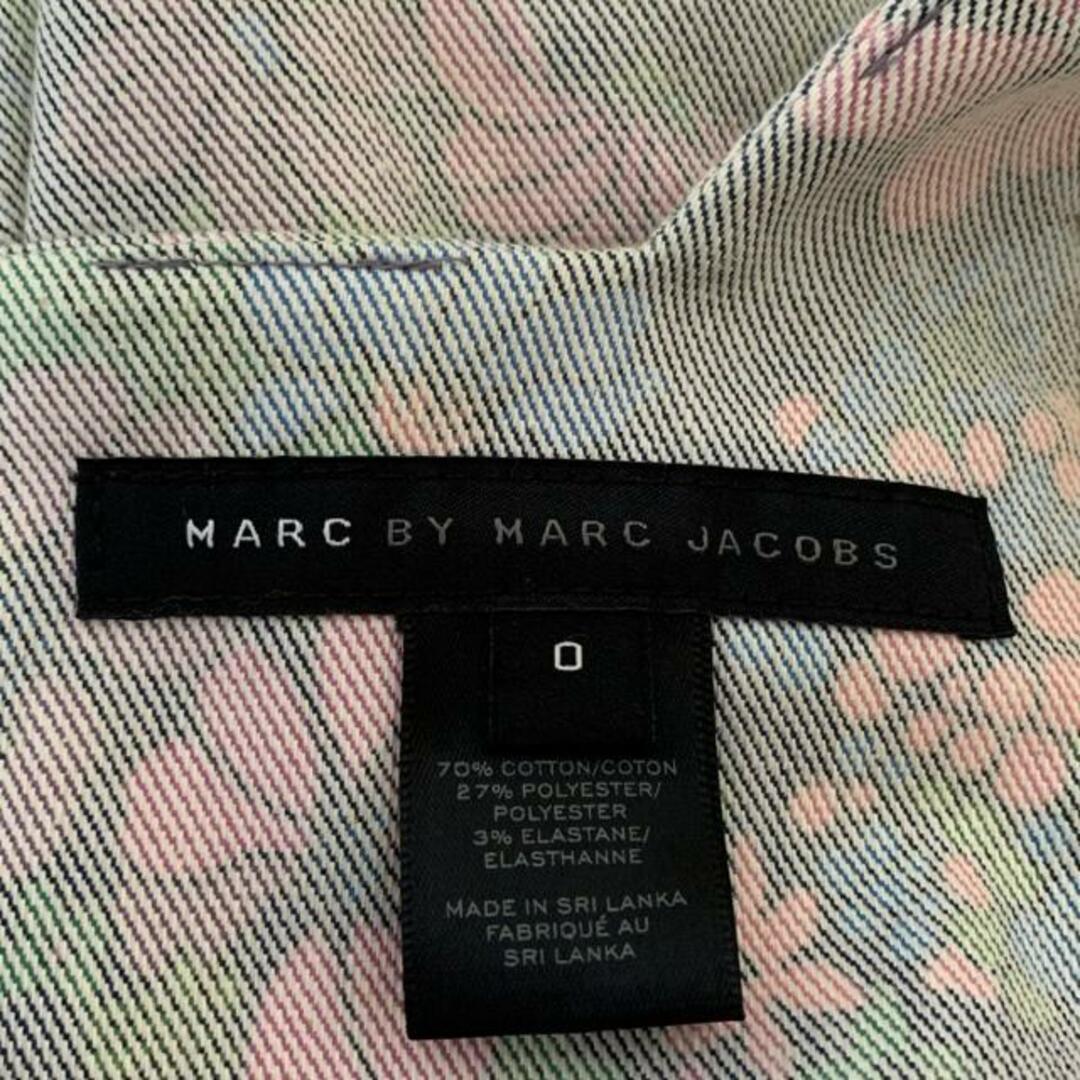 MARC BY MARC JACOBS
0
70% COTTON/COTON
27% POLYESTER/
POLYESTER
3% ELASTANE/
ELASTHANNE
MADE IN SRI LANKA
FABRIQUÉ AU
SRI LANKA